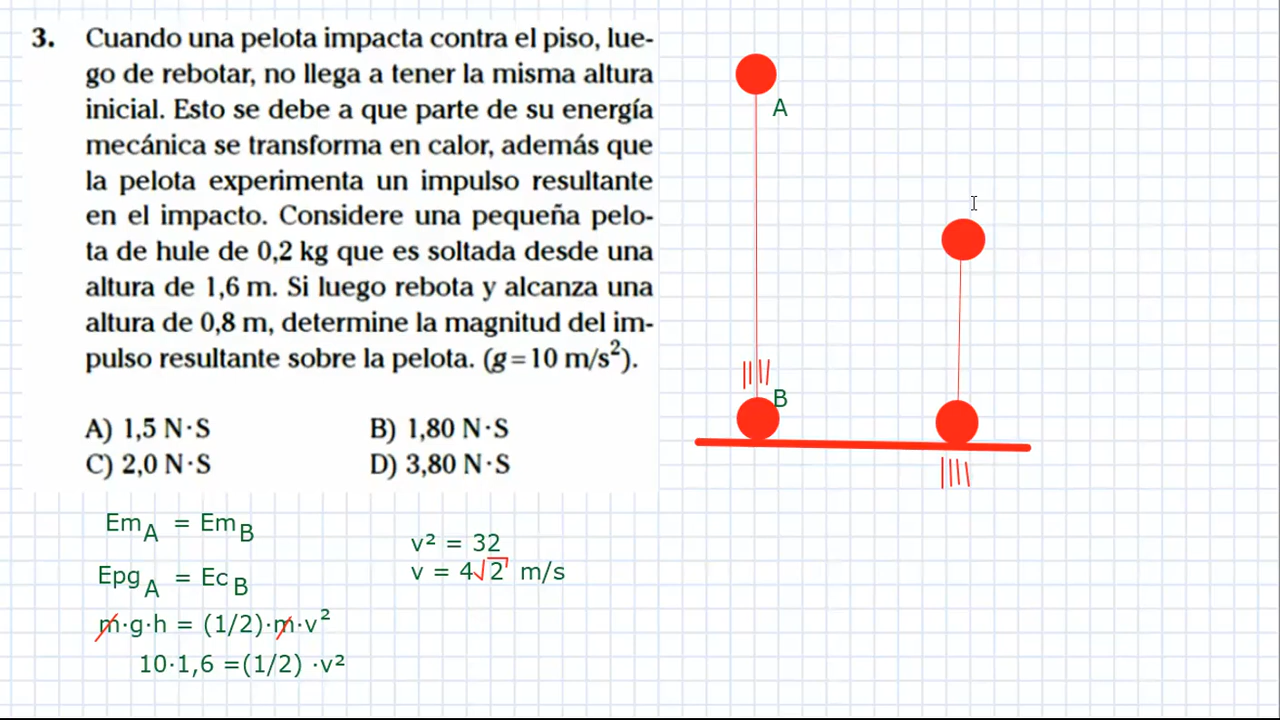 3. Cuando una pelota impacta contra el piso, lue-
go de rebotar, no llega a tener la misma altura
inicial. Esto se debe a que parte de su energía
mecánica se transforma en calor, además que
la pelota experimenta un impulso resultante
en el impacto. Considere una pequeña pelo-
ta de hule de 0,2 kg que es soltada desde una
altura de 1,6 m. Si luego rebota y alcanza una
altura de 0,8 m, determine la magnitud del im-
pulso resultante sobre la pelota. (g=10 m/s²).
A) 1,5 N·S B) 1,80 N·S
C) 2,0 N·S D) 3,80 N·S
A
B
Em_A = Em_B
Epg_A = Ec_B
m·g·h = (1/2)·m·v²
10·1,6 =(1/2) ·v²
v² = 32
v = 4√2 m/s